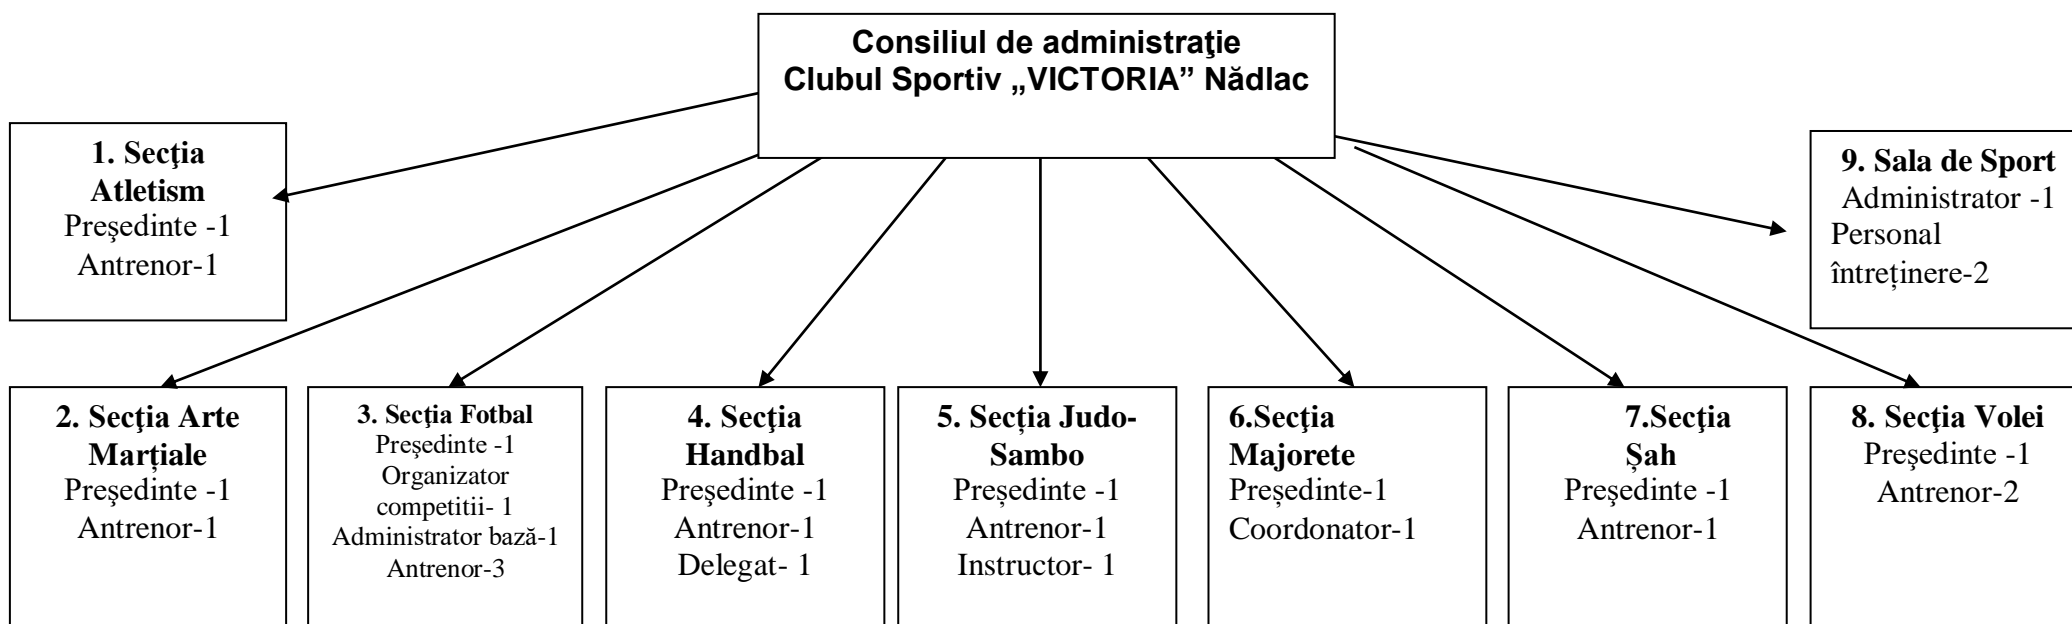 Consiliul de administraţie
Clubul Sportiv „VICTORIA” Nădlac
1. Secţia
Atletism
Preşedinte -1
Antrenor-1
9. Sala de Sport
Administrator -1
Personal
întreținere-2
2. Secţia Arte
Marțiale
Preşedinte -1
Antrenor-1
3. Secţia Fotbal
Preşedinte -1
Organizator
competitii- 1
Administrator bază-1
Antrenor-3
4. Secţia
Handbal
Preşedinte -1
Antrenor-1
Delegat- 1
5. Secția Judo-
Sambo
Președinte -1
Antrenor-1
Instructor- 1
6.Secţia
Majorete
Președinte-1
Coordonator-1
7.Secţia
Șah
Preşedinte -1
Antrenor-1
8. Secţia Volei
Preşedinte -1
Antrenor-2